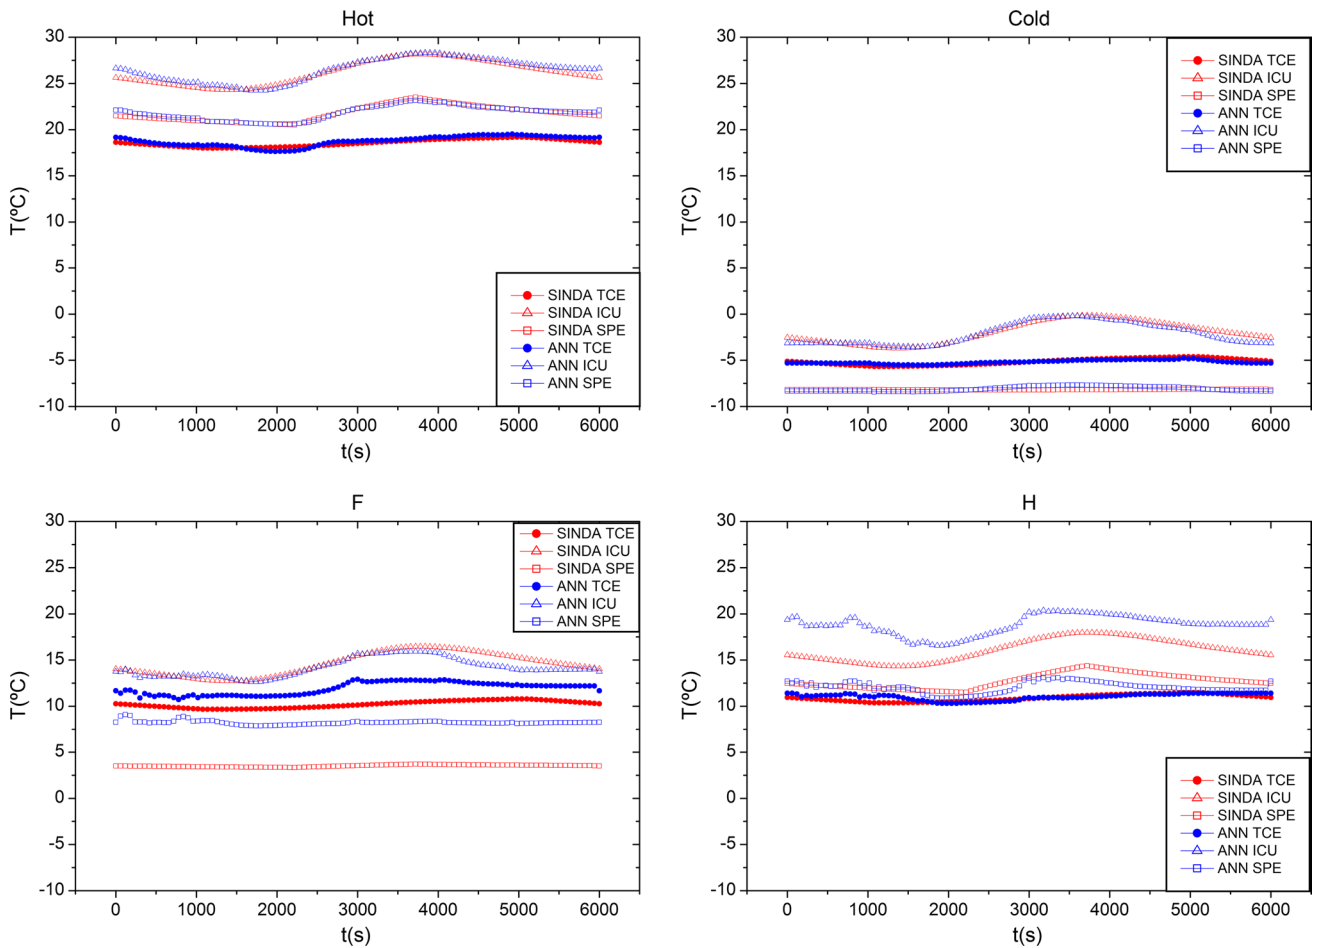 Hot
30
25
20
15
10
5
0
-5
-10
T(ºC)
SINDA TCE
SINDA ICU
SINDA SPE
ANN TCE
ANN ICU
ANN SPE
0 1000 2000 3000 4000 5000 6000
t(s)
Cold
30
25
20
15
10
5
0
-5
-10
T(ºC)
SINDA TCE
SINDA ICU
SINDA SPE
ANN TCE
ANN ICU
ANN SPE
0 1000 2000 3000 4000 5000 6000
t(s)
F
30
25
20
15
10
5
0
-5
-10
T(ºC)
SINDA TCE
SINDA ICU
SINDA SPE
ANN TCE
ANN ICU
ANN SPE
0 1000 2000 3000 4000 5000 6000
t(s)
H
30
25
20
15
10
5
0
-5
-10
T(ºC)
SINDA TCE
SINDA ICU
SINDA SPE
ANN TCE
ANN ICU
ANN SPE
0 1000 2000 3000 4000 5000 6000
t(s)